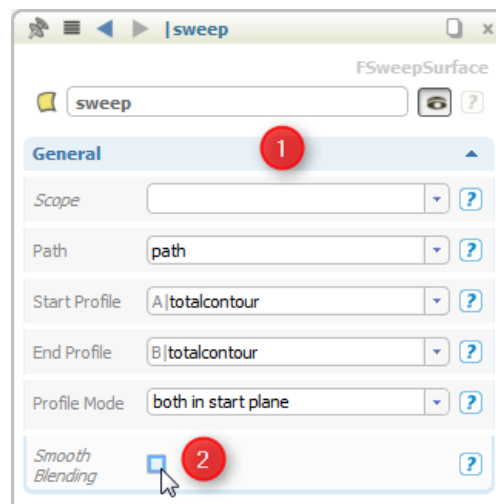 |sweep
FSweepSurface
sweep
General
1
Scope
Path
path
Start Profile
A|totalcontour
End Profile
B|totalcontour
Profile Mode
both in start plane
Smooth
Blending
2